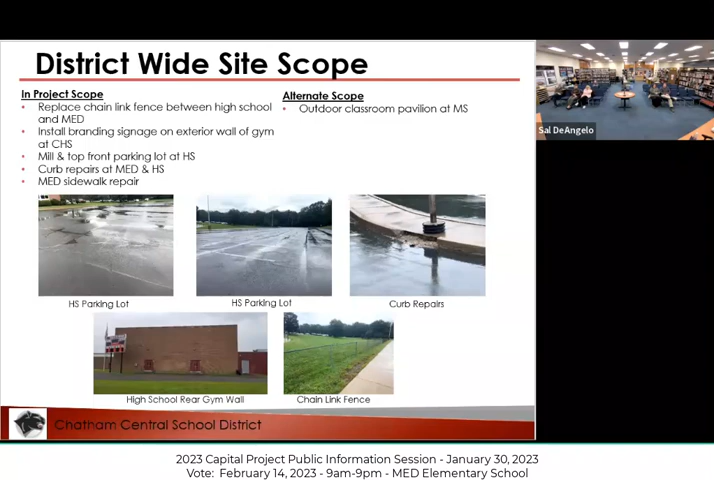 District Wide Site Scope
In Project Scope
• Replace chain link fence between high school
and MED
• Install branding signage on exterior wall of gym
at CHS
• Mill & top front parking lot at HS
• Curb repairs at MED & HS
• MED sidewalk repair
Alternate Scope
• Outdoor classroom pavilion at MS
Sal DeAngelo
HS Parking Lot
HS Parking Lot
Curb Repairs
High School Rear Gym Wall
Chain Link Fence
Chatham Central School District
2023 Capital Project Public Information Session - January 30, 2023
Vote: February 14, 2023 - 9am-9pm - MED Elementary School